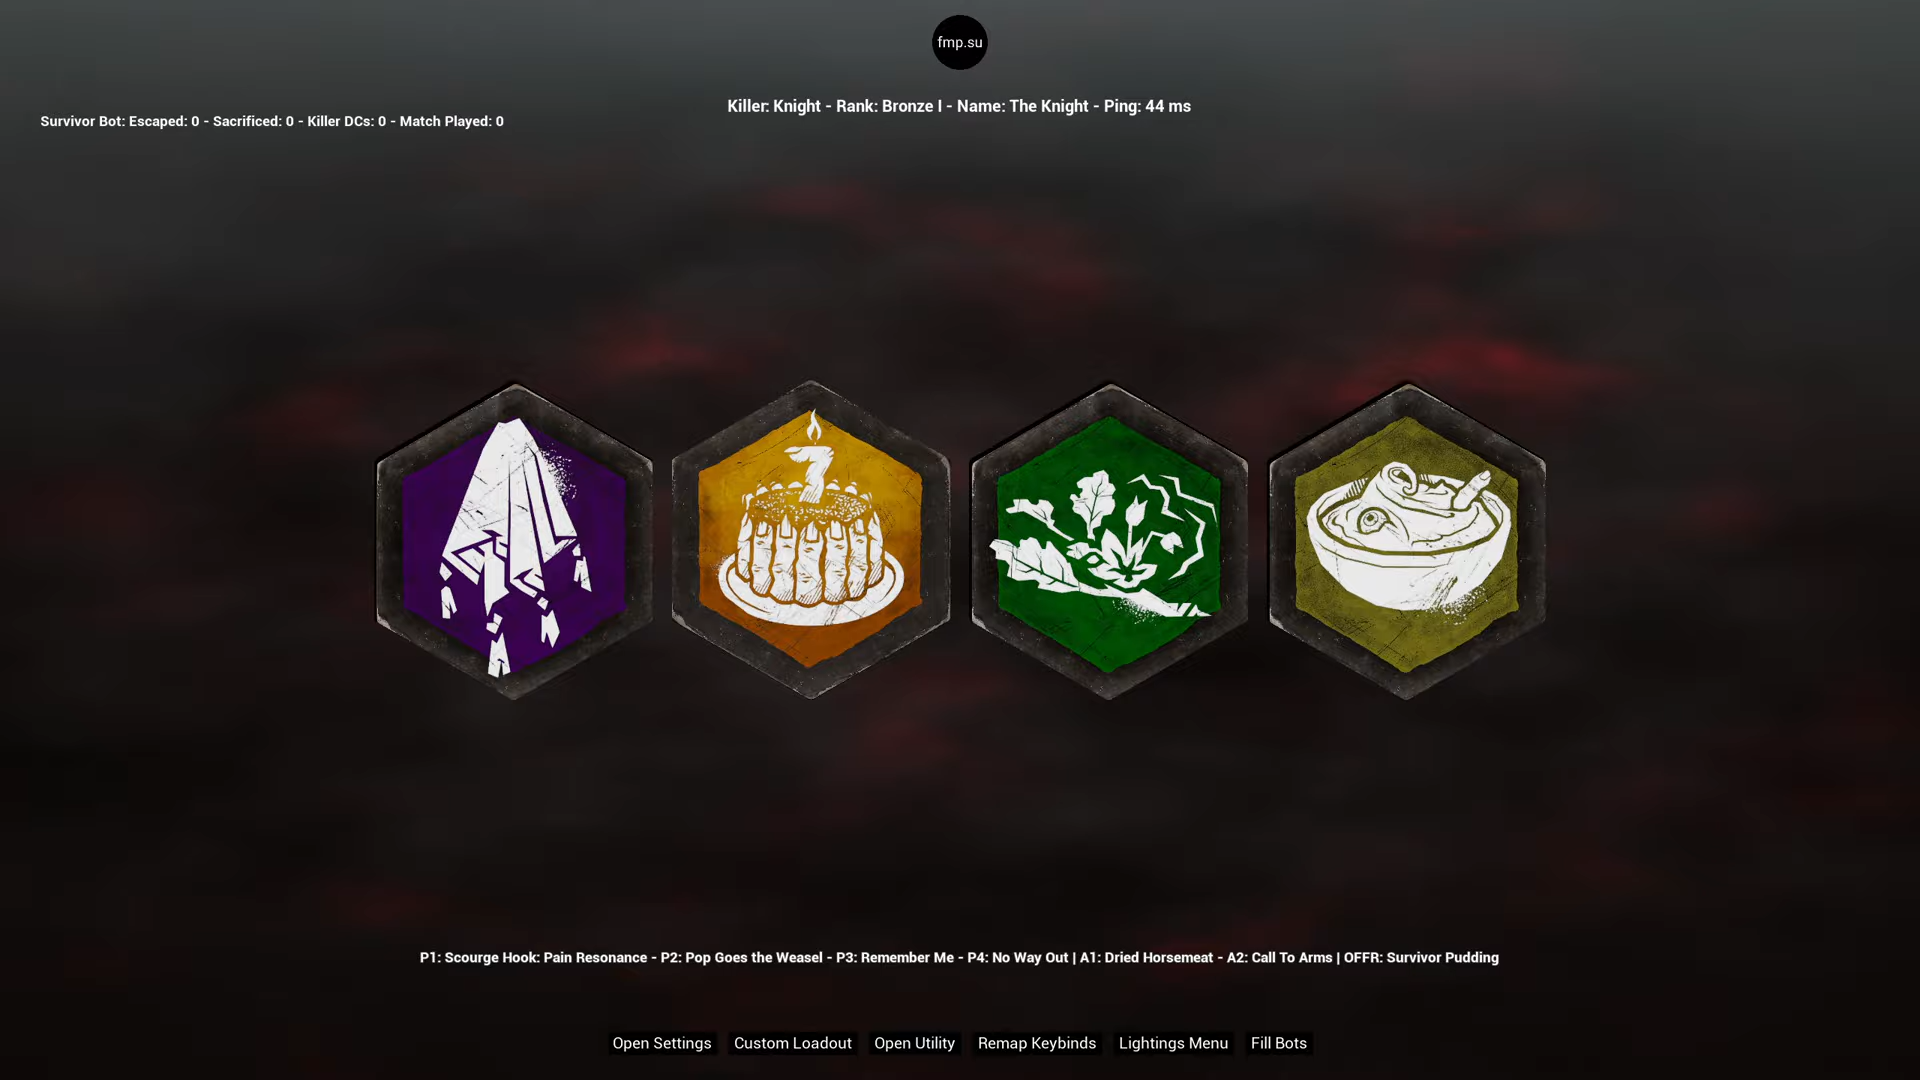 fmp.su
Killer: Knight - Rank: Bronze I - Name: The Knight - Ping: 44 ms
Survivor Bot: Escaped: 0 - Sacrificed: 0 - Killer DCs: 0 - Match Played: 0
7
P1: Scourge Hook: Pain Resonance - P2: Pop Goes the Weasel - P3: Remember Me - P4: No Way Out | A1: Dried Horsemeat - A2: Call To Arms | OFFR: Survivor Pudding
Open Settings Custom Loadout Open Utility Remap Keybinds Lightings Menu Fill Bots